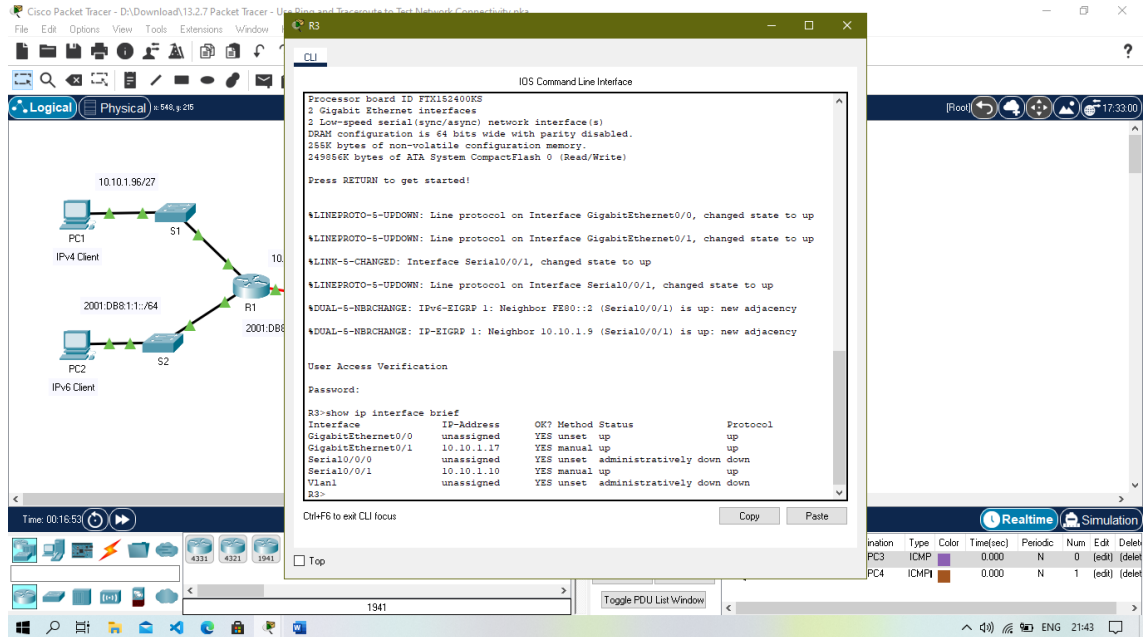 Cisco Packet Tracer - D:\Download\13.2.7 Packet Tracer - Use Ping and Traceroute to Test Network Connectivity.pka
File Edit Options View Tools Extensions Window
Logical
Physical
x: 548, y: 215
[Root]
17:33:00
10.10.1.96/27
S1
PC1
IPv4 Client
10.
2001:DB8:1:1::/64
R1
2001:DB8
PC2
S2
IPv6 Client
R3
CLI
IOS Command Line Interface
Processor board ID FTX152400KS
2 Gigabit Ethernet interfaces
2 Low-speed serial(sync/async) network interface(s)
DRAM configuration is 64 bits wide with parity disabled.
255K bytes of non-volatile configuration memory.
249856K bytes of ATA System CompactFlash 0 (Read/Write)
Press RETURN to get started!
%LINEPROTO-5-UPDOWN: Line protocol on Interface GigabitEthernet0/0, changed state to up
%LINEPROTO-5-UPDOWN: Line protocol on Interface GigabitEthernet0/1, changed state to up
%LINK-5-CHANGED: Interface Serial0/0/1, changed state to up
%LINEPROTO-5-UPDOWN: Line protocol on Interface Serial0/0/1, changed state to up
%DUAL-5-NBRCHANGE: IPv6-EIGRP 1: Neighbor FE80::2 (Serial0/0/1) is up: new adjacency
%DUAL-5-NBRCHANGE: IP-EIGRP 1: Neighbor 10.10.1.9 (Serial0/0/1) is up: new adjacency
User Access Verification
Password:
R3>show ip interface brief
Interface IP-Address OK? Method Status Protocol
GigabitEthernet0/0 unassigned YES unset up up
GigabitEthernet0/1 10.10.1.17 YES manual up up
Serial0/0/0 unassigned YES unset administratively down down
Serial0/0/1 10.10.1.10 YES manual up up
Vlan1 unassigned YES unset administratively down down
R3>
Ctrl+F6 to exit CLI focus
Copy
Paste
Top
Time: 00:16:53
Realtime
Simulation
4331 4321 1941
1941
Toggle PDU List Window
ination Type Color Time(sec) Periodic Num Edit Delet
PC3 ICMP 0.000 N 0 (edit) (delet
PC4 ICMP 0.000 N 1 (edit) (delet
ENG 21:43